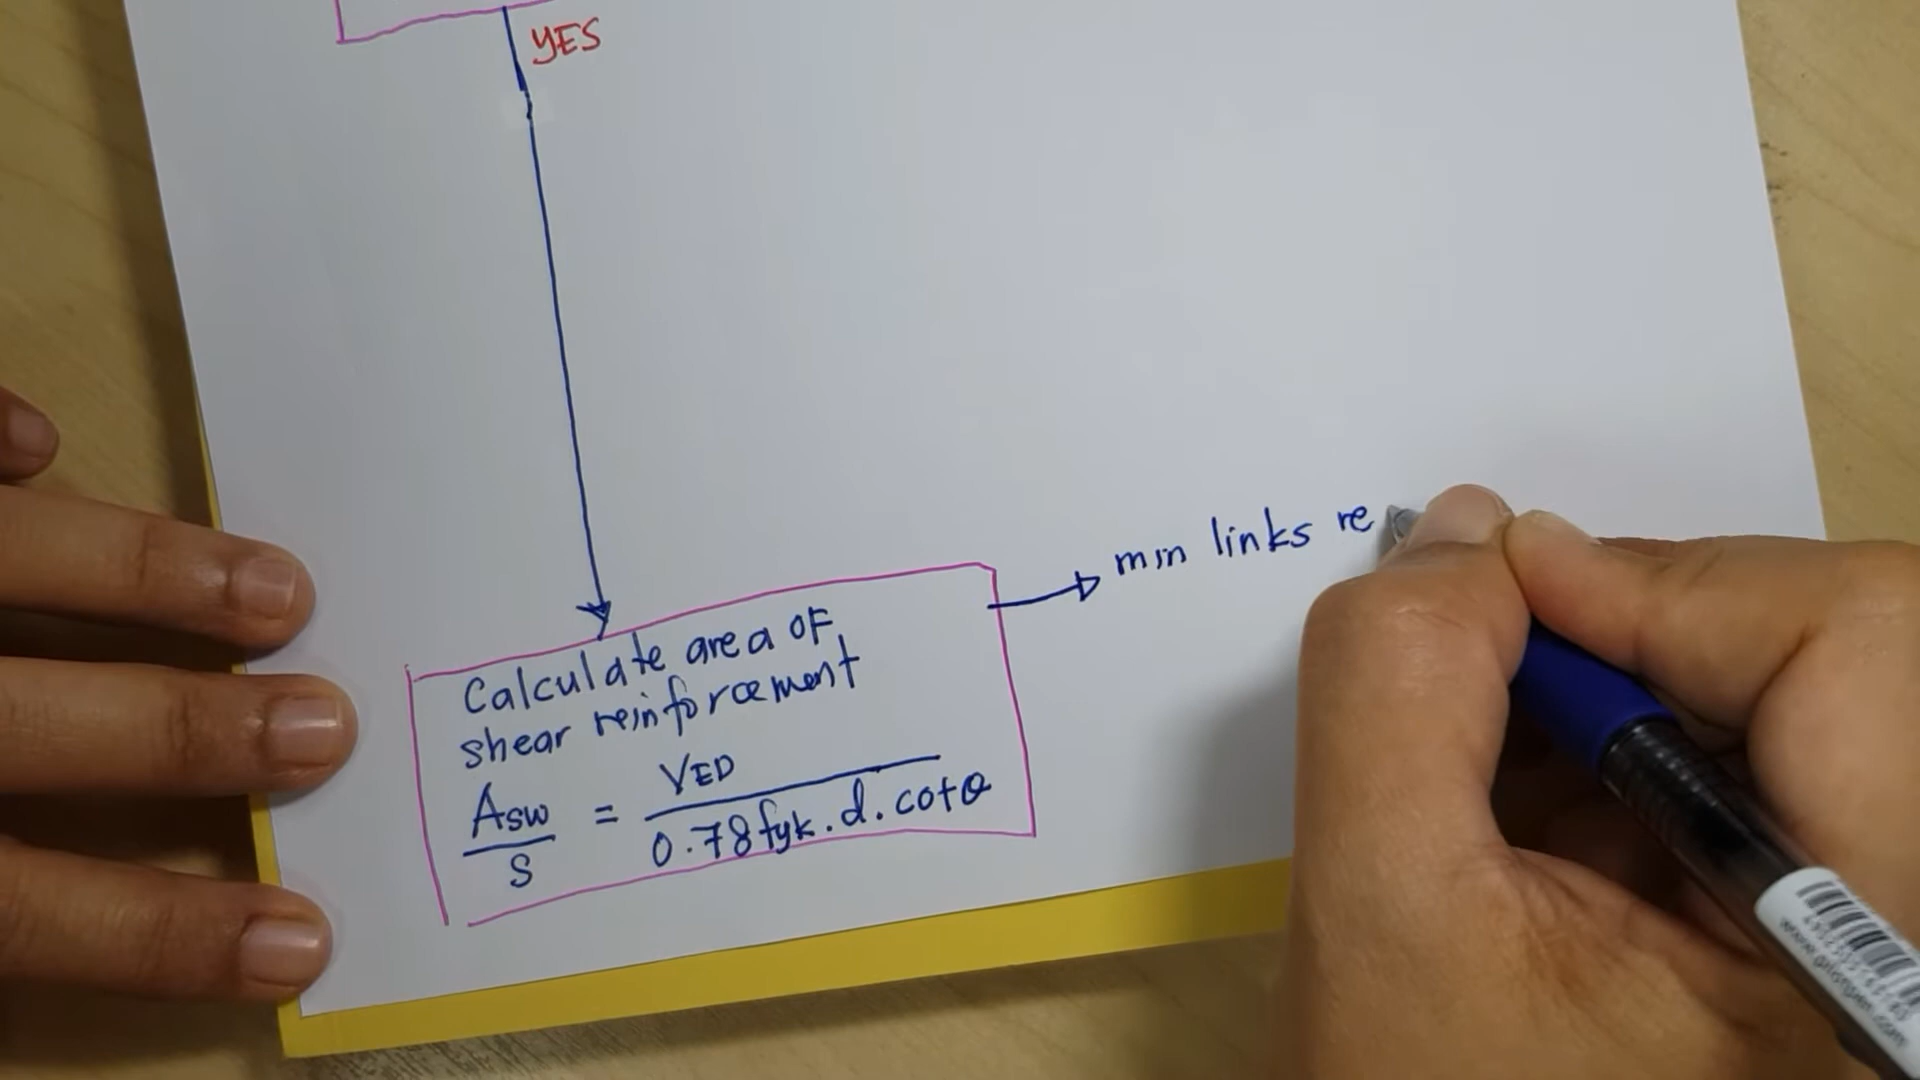 YES
min links re
Calculate area of
shear reinforcement
Asw
S
=
VED
0.78fyk.d.cotθ